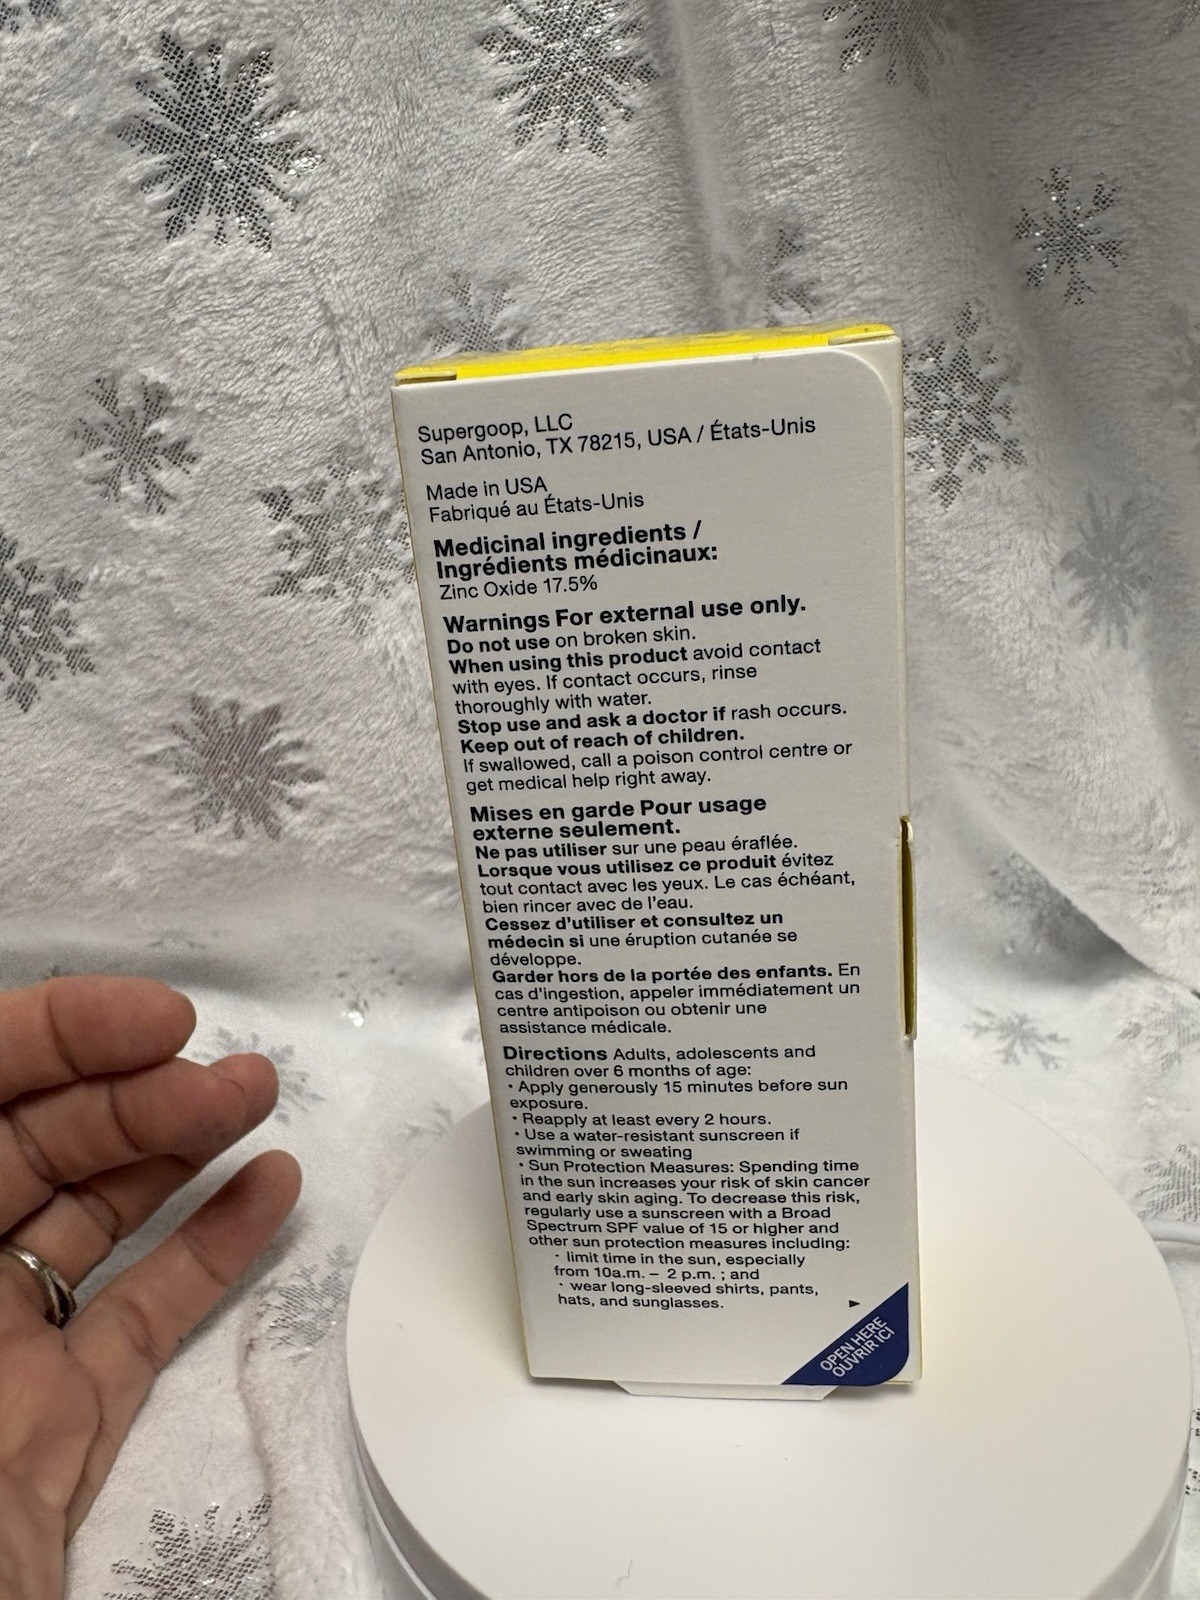 Supergoop, LLC
San Antonio, TX 78215, USA / États-Unis
Made in USA
Fabriqué au États-Unis
Medicinal ingredients /
Ingrédients médicinaux:
Zinc Oxide 17.5%
Warnings For external use only.
Do not use on broken skin.
When using this product avoid contact
with eyes. If contact occurs, rinse
thoroughly with water.
Stop use and ask a doctor if rash occurs.
Keep out of reach of children.
If swallowed, call a poison control centre or
get medical help right away.
Mises en garde Pour usage
externe seulement.
Ne pas utiliser sur une peau éraflée.
Lorsque vous utilisez ce produit évitez
tout contact avec les yeux. Le cas échéant,
bien rincer avec de l'eau.
Cessez d'utiliser et consultez un
médecin si une éruption cutanée se
développe.
Garder hors de la portée des enfants. En
cas d'ingestion, appeler immédiatement un
centre antipoison ou obtenir une
assistance médicale.
Directions Adults, adolescents and
children over 6 months of age:
• Apply generously 15 minutes before sun
exposure.
• Reapply at least every 2 hours.
• Use a water-resistant sunscreen if
swimming or sweating
• Sun Protection Measures: Spending time
in the sun increases your risk of skin cancer
and early skin aging. To decrease this risk,
regularly use a sunscreen with a Broad
Spectrum SPF value of 15 or higher and
other sun protection measures including:
· limit time in the sun, especially
from 10a.m. – 2 p.m. ; and
· wear long-sleeved shirts, pants,
hats, and sunglasses.
OPEN HERE
OUVRIR ICI